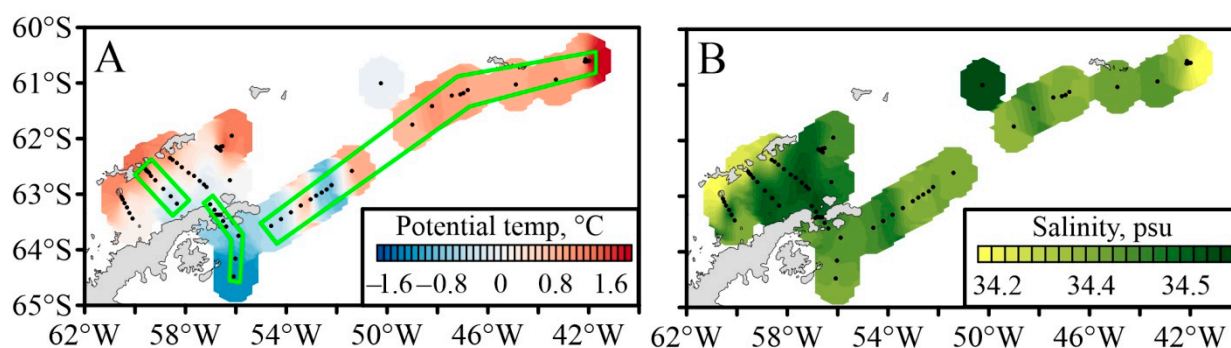 A
60°S
61°S
62°S
63°S
64°S
65°S
62°W 58°W 54°W 50°W 46°W 42°W
Potential temp, °C
–1.6 –0.8 0 0.8 1.6
B
62°W 58°W 54°W 50°W 46°W 42°W
Salinity, psu
34.2 34.4 34.5